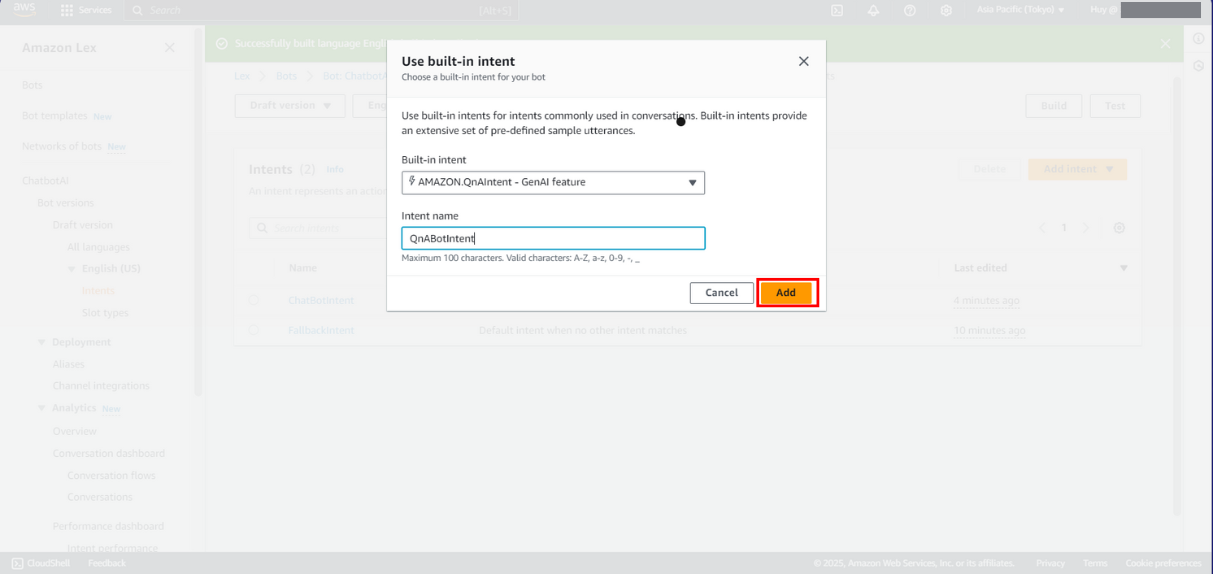 aws
Services
Search
[Alt+S]
Asia Pacific (Tokyo)
Huy @
Amazon Lex
Bots
Bot templates New
Networks of bots New
ChatbotAI
Bot versions
Draft version
All languages
English (US)
Intents
Slot types
Deployment
Aliases
Channel integrations
Analytics New
Overview
Conversation dashboard
Conversation flows
Conversations
Performance dashboard
Intent performance
Successfully built language Engl
Lex > Bots > Bot: ChatbotA
ts
Draft version
Eng
Build
Test
Intents (2) Info
An intent represents an action
Delete
Add intent
Search intents
1
Name
Last edited
ChatBotIntent
4 minutes ago
FallbackIntent
Default intent when no other intent matches
10 minutes ago
Use built-in intent
Choose a built-in intent for your bot
Use built-in intents for intents commonly used in conversations. Built-in intents provide
an extensive set of pre-defined sample utterances.
Built-in intent
AMAZON.QnAIntent - GenAI feature
Intent name
QnABotIntent
Maximum 100 characters. Valid characters: A-Z, a-z, 0-9, -, _
Cancel
Add
CloudShell
Feedback
© 2025, Amazon Web Services, Inc. or its affiliates.
Privacy
Terms
Cookie preferences